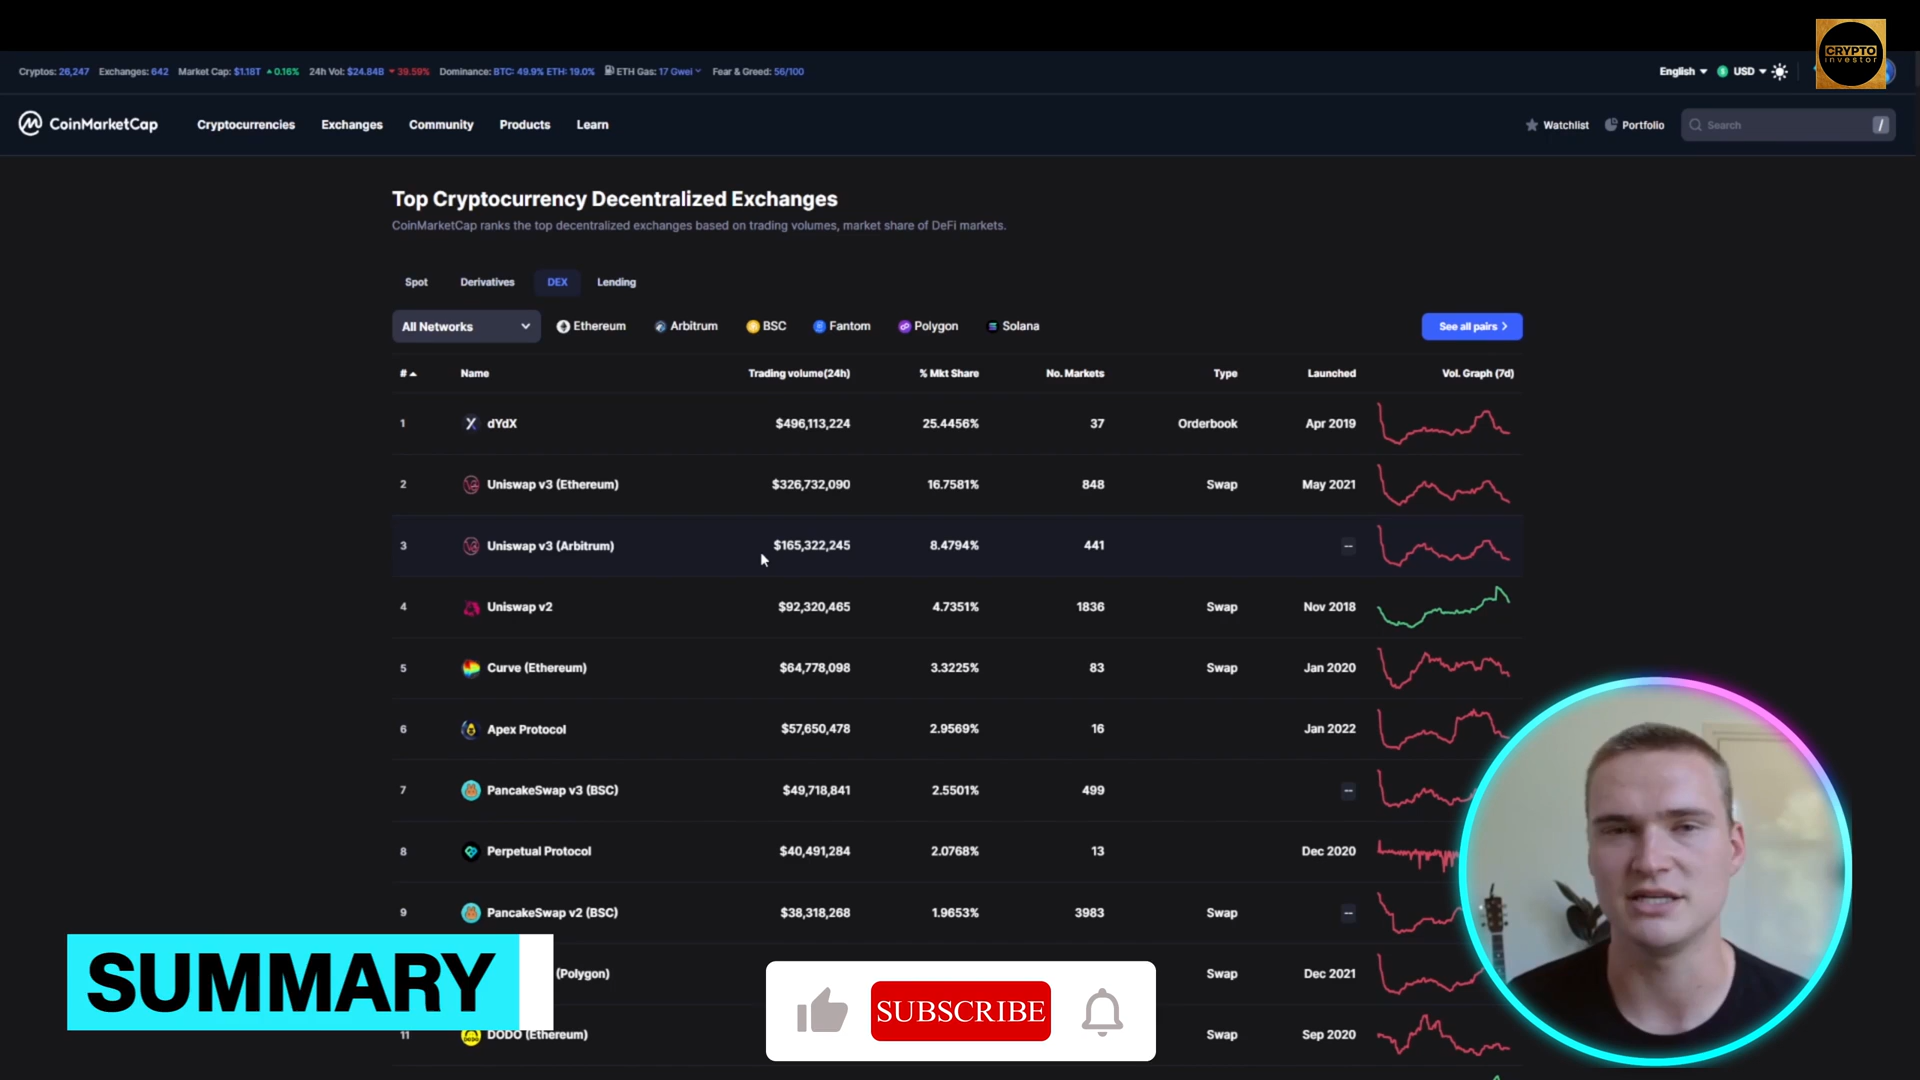 CRYPTO
investor
Cryptos: 26,247 Exchanges: 642 Market Cap: $1.18T 0.16% 24h Vol: $24.84B 39.59% Dominance: BTC: 49.9% ETH: 19.0% ETH Gas: 17 Gwei Fear & Greed: 56/100
English USD
CoinMarketCap Cryptocurrencies Exchanges Community Products Learn Watchlist Portfolio Search /
Top Cryptocurrency Decentralized Exchanges
CoinMarketCap ranks the top decentralized exchanges based on trading volumes, market share of DeFi markets.
Spot Derivatives DEX Lending
All Networks Ethereum Arbitrum BSC Fantom Polygon Solana See all pairs
# Name Trading volume(24h) % Mkt Share No. Markets Type Launched Vol. Graph (7d)
1 dYdX $496,113,224 25.4456% 37 Orderbook Apr 2019
2 Uniswap v3 (Ethereum) $326,732,090 16.7581% 848 Swap May 2021
3 Uniswap v3 (Arbitrum) $165,322,245 8.4794% 441 --
4 Uniswap v2 $92,320,465 4.7351% 1836 Swap Nov 2018
5 Curve (Ethereum) $64,778,098 3.3225% 83 Swap Jan 2020
6 Apex Protocol $57,650,478 2.9569% 16 Jan 2022
7 PancakeSwap v3 (BSC) $49,718,841 2.5501% 499 --
8 Perpetual Protocol $40,491,284 2.0768% 13 Dec 2020
9 PancakeSwap v2 (BSC) $38,318,268 1.9653% 3983 Swap --
(Polygon) Swap Dec 2021
11 DODO (Ethereum) Swap Sep 2020
SUMMARY
SUBSCRIBE